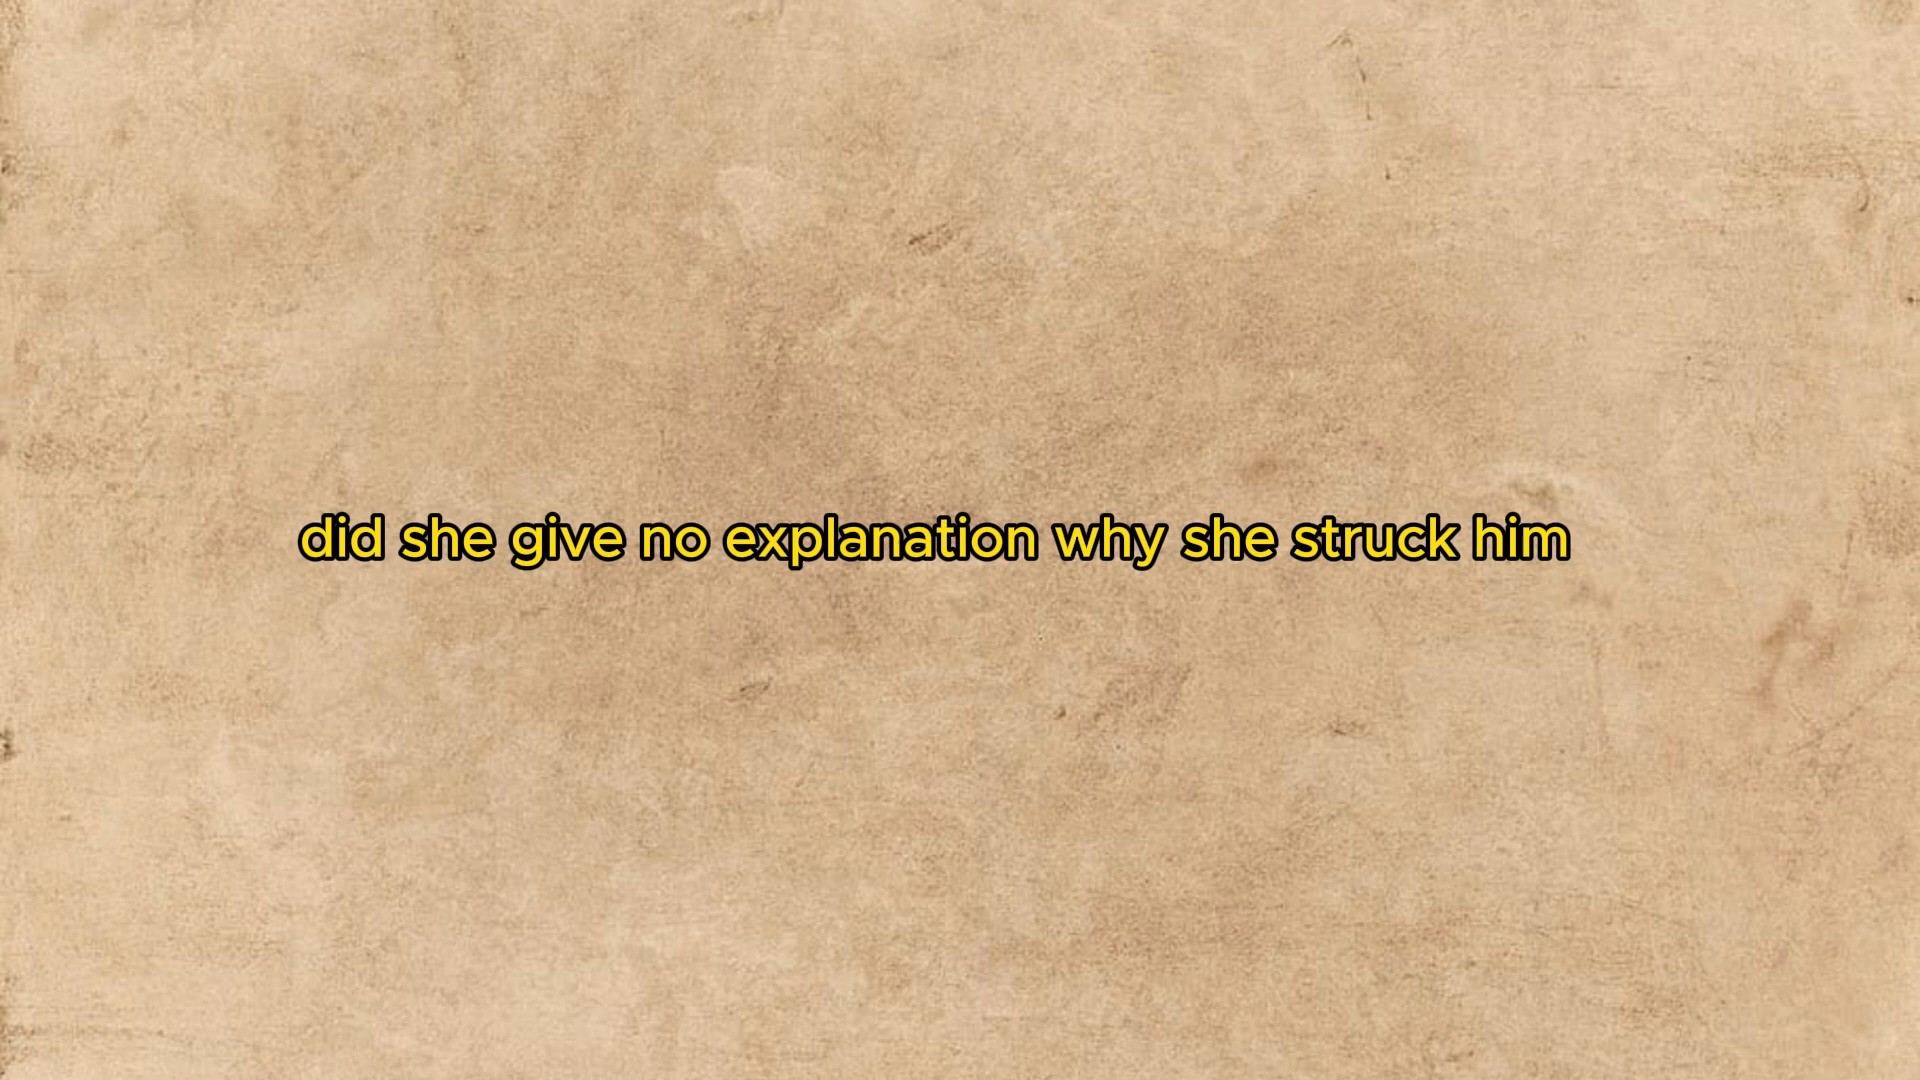 did she give no explanation why she struck him